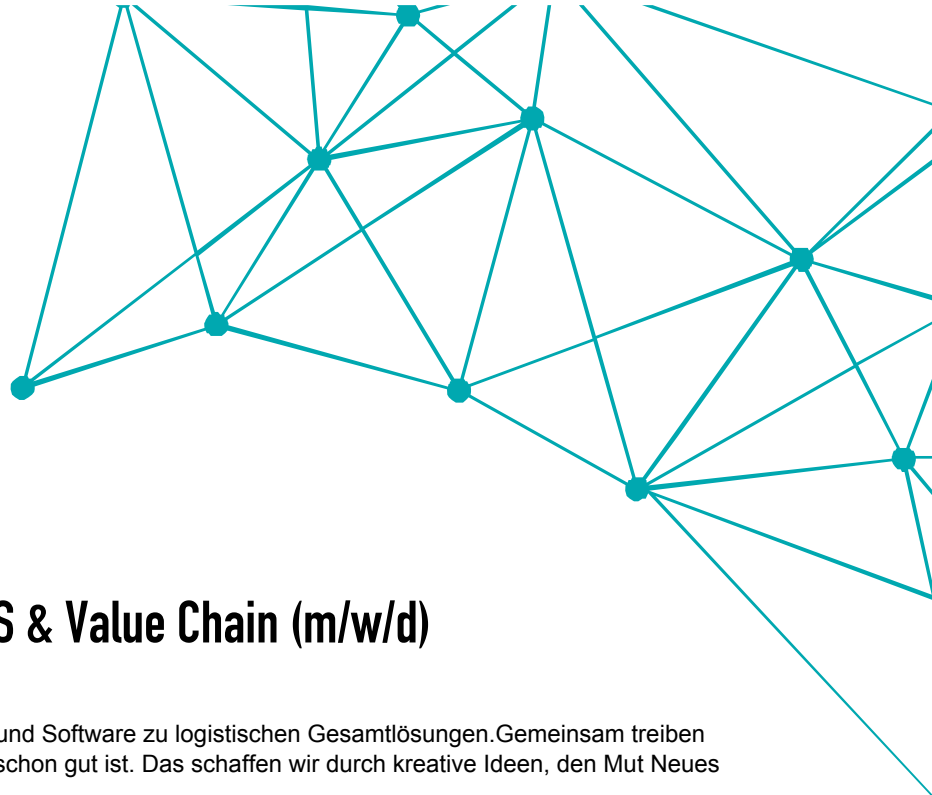 S & Value Chain (m/w/d)
und Software zu logistischen Gesamtlösungen.Gemeinsam treiben
schon gut ist. Das schaffen wir durch kreative Ideen, den Mut Neues